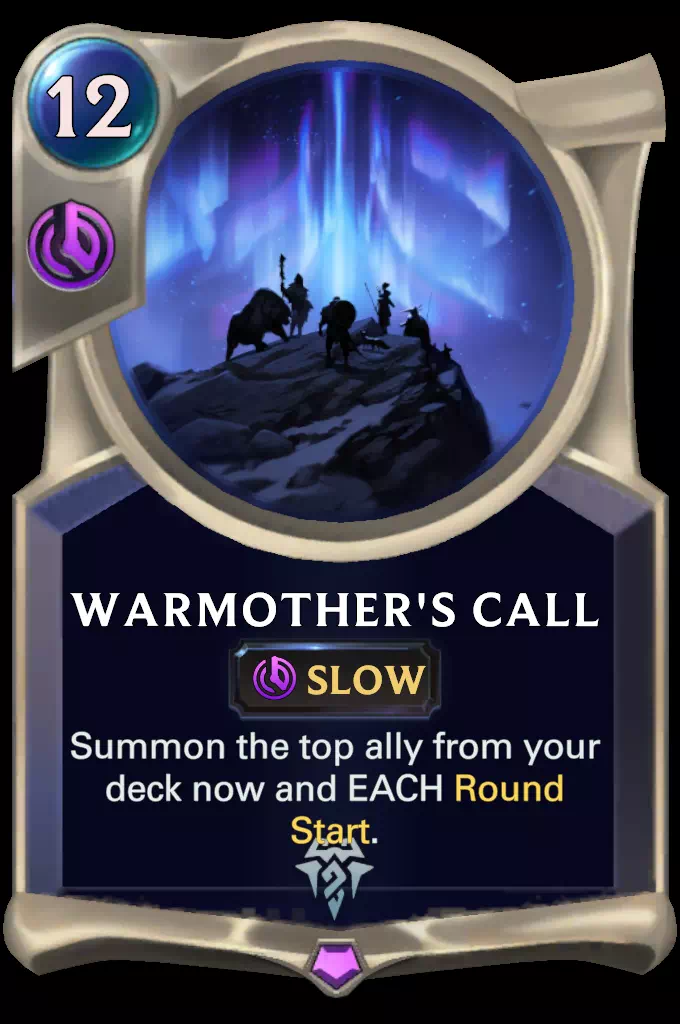 12
WARMOTHER'S CALL
SLOW
Summon the top ally from your
deck now and EACH Round
Start.